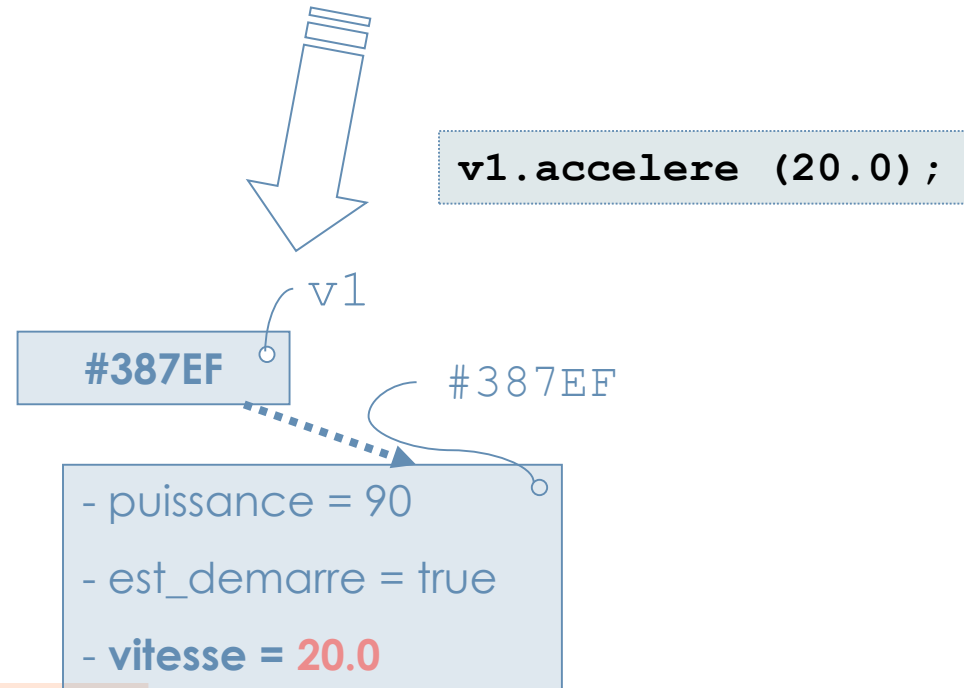 v1.accelere (20.0);
v1
#387EF
#387EF
- puissance = 90
- est_demarre = true
- vitesse = 20.0